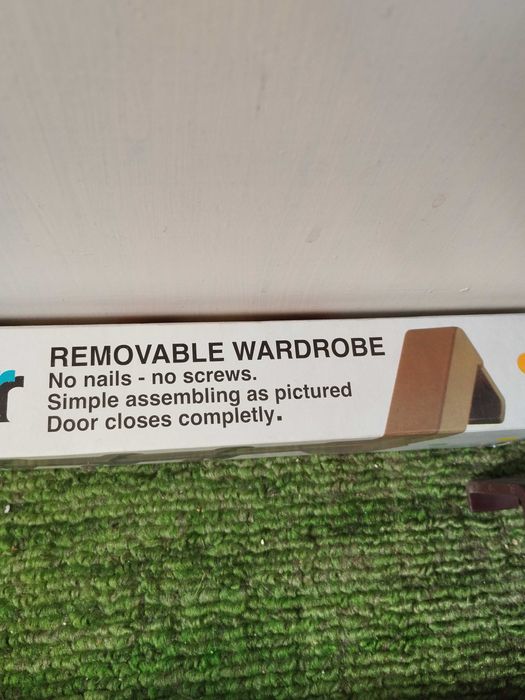 REMOVABLE WARDROBE
No nails - no screws.
Simple assembling as pictured
Door closes completly.